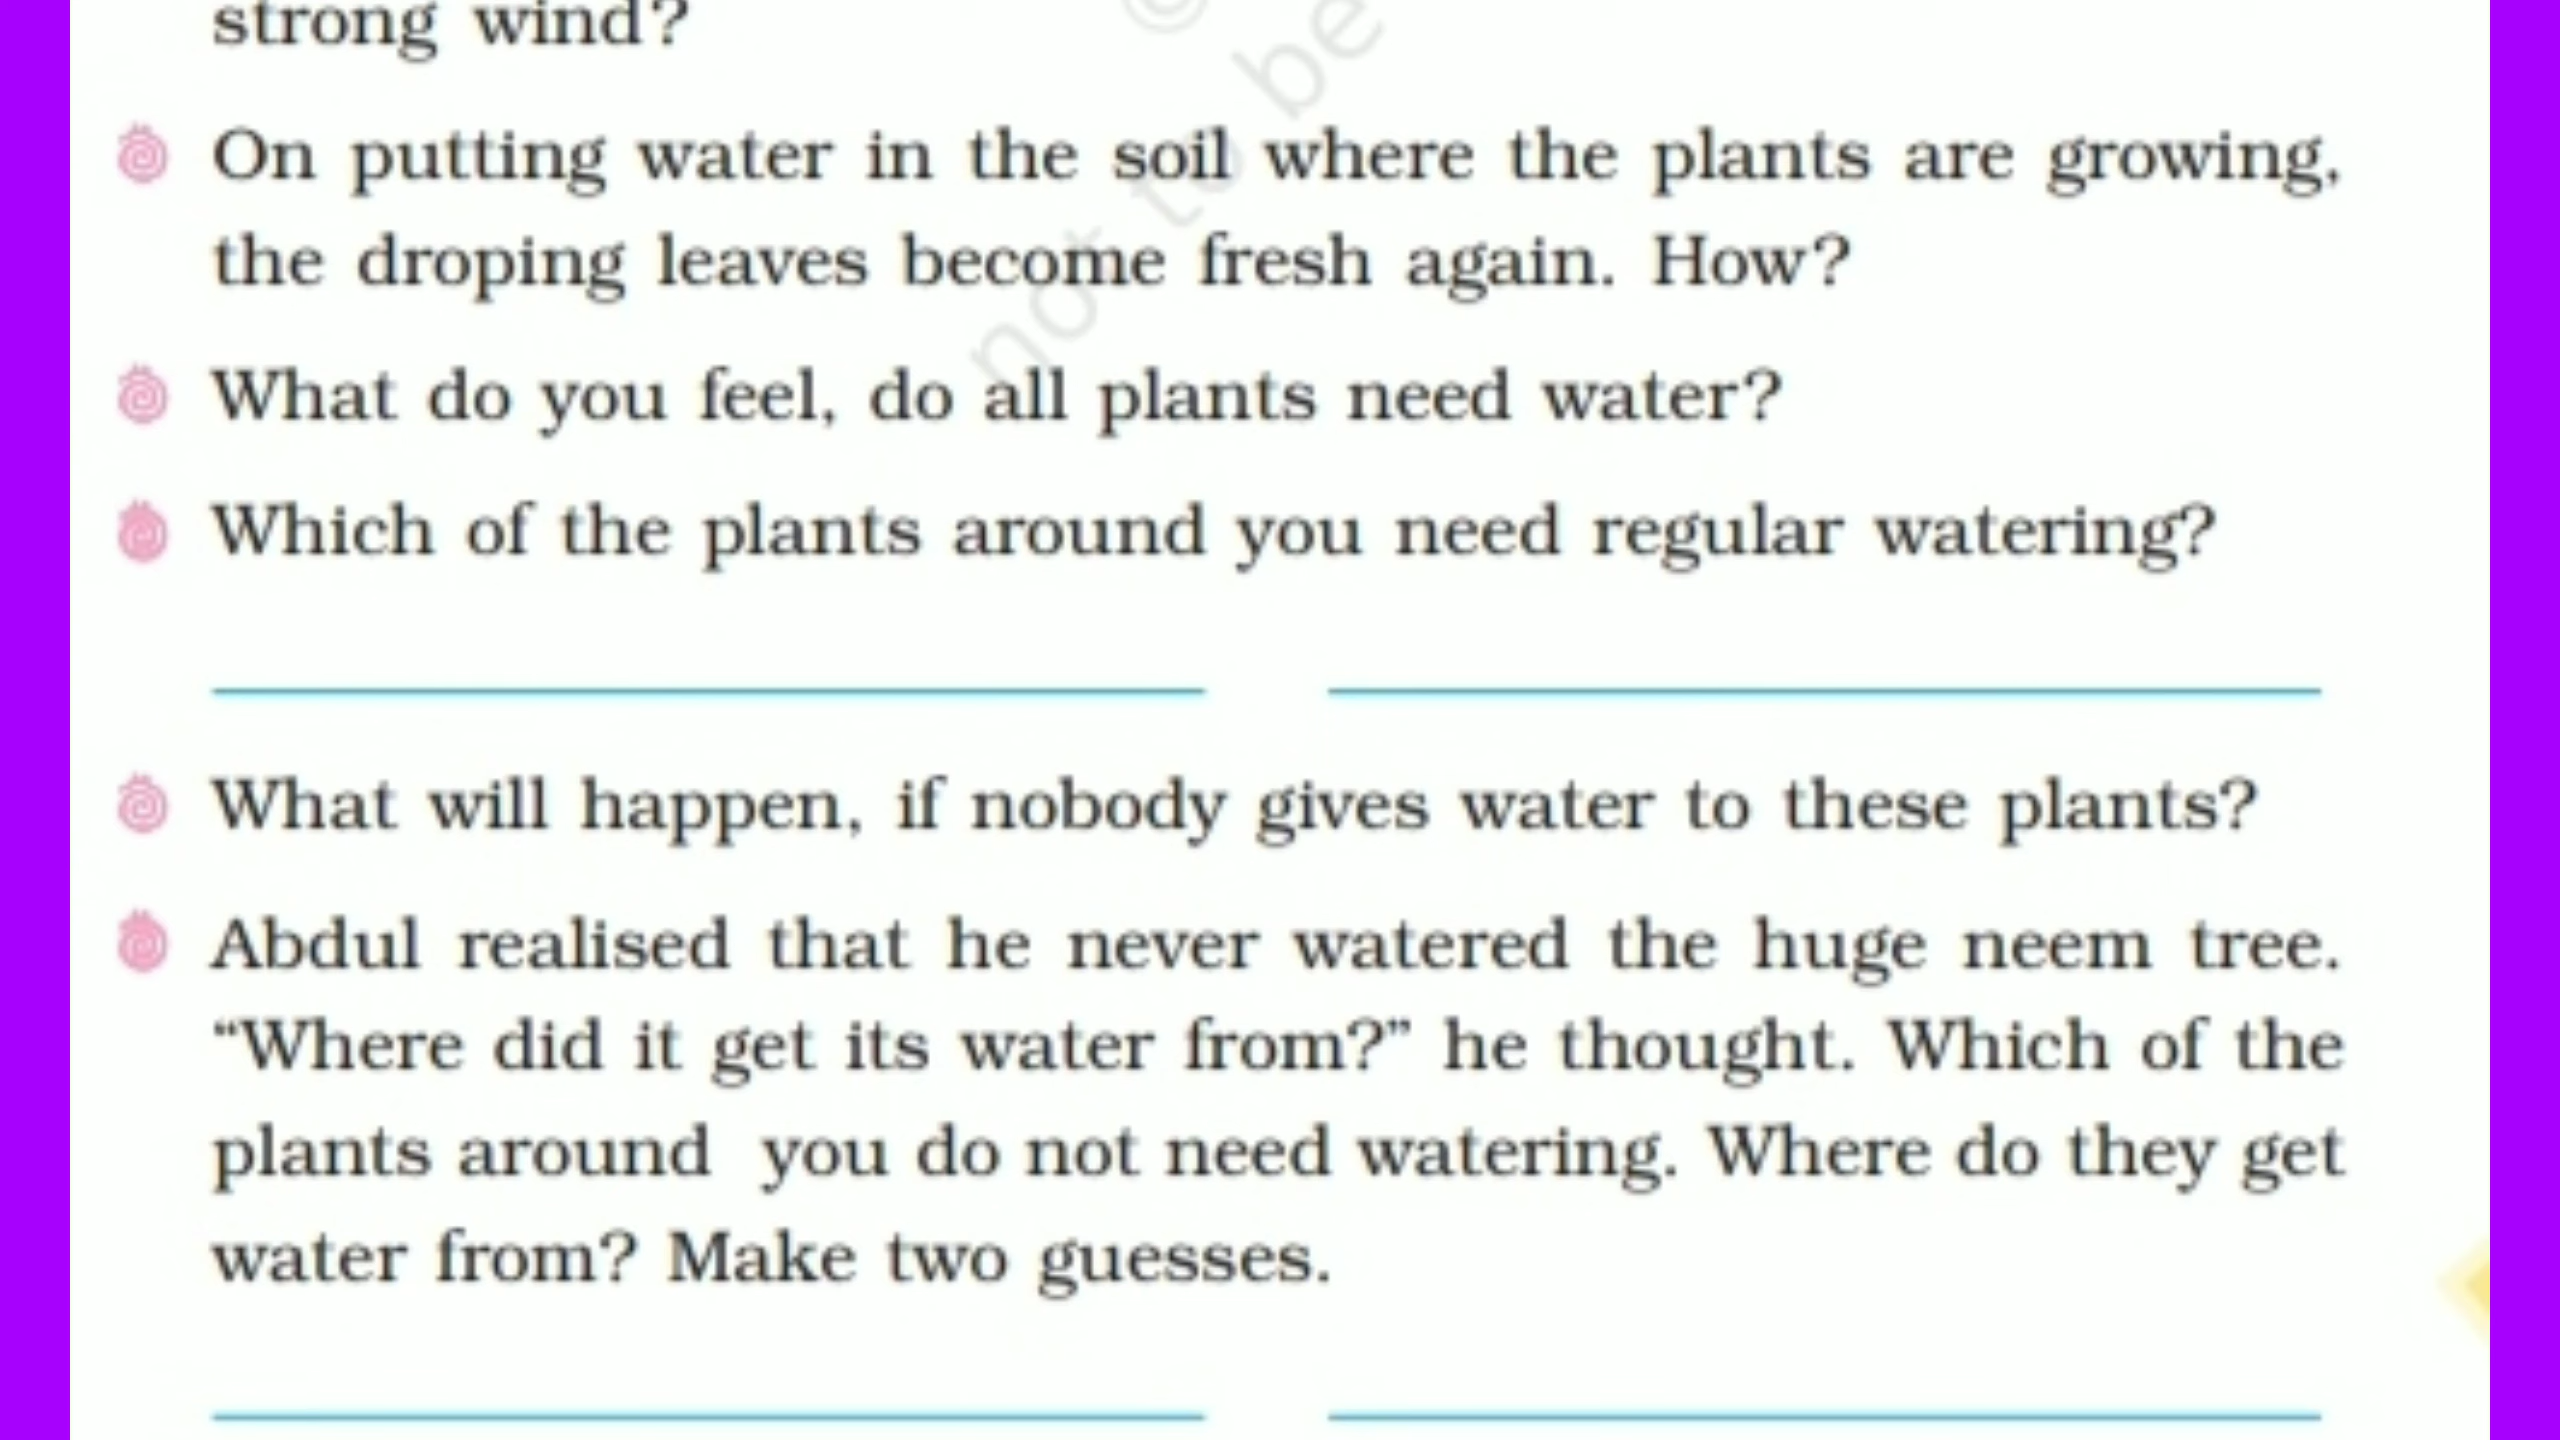 strong wind?
On putting water in the soil where the plants are growing,
the droping leaves become fresh again. How?
What do you feel, do all plants need water?
Which of the plants around you need regular watering?
What will happen, if nobody gives water to these plants?
Abdul realised that he never watered the huge neem tree.
“Where did it get its water from?” he thought. Which of the
plants around you do not need watering. Where do they get
water from? Make two guesses.
©
not to be